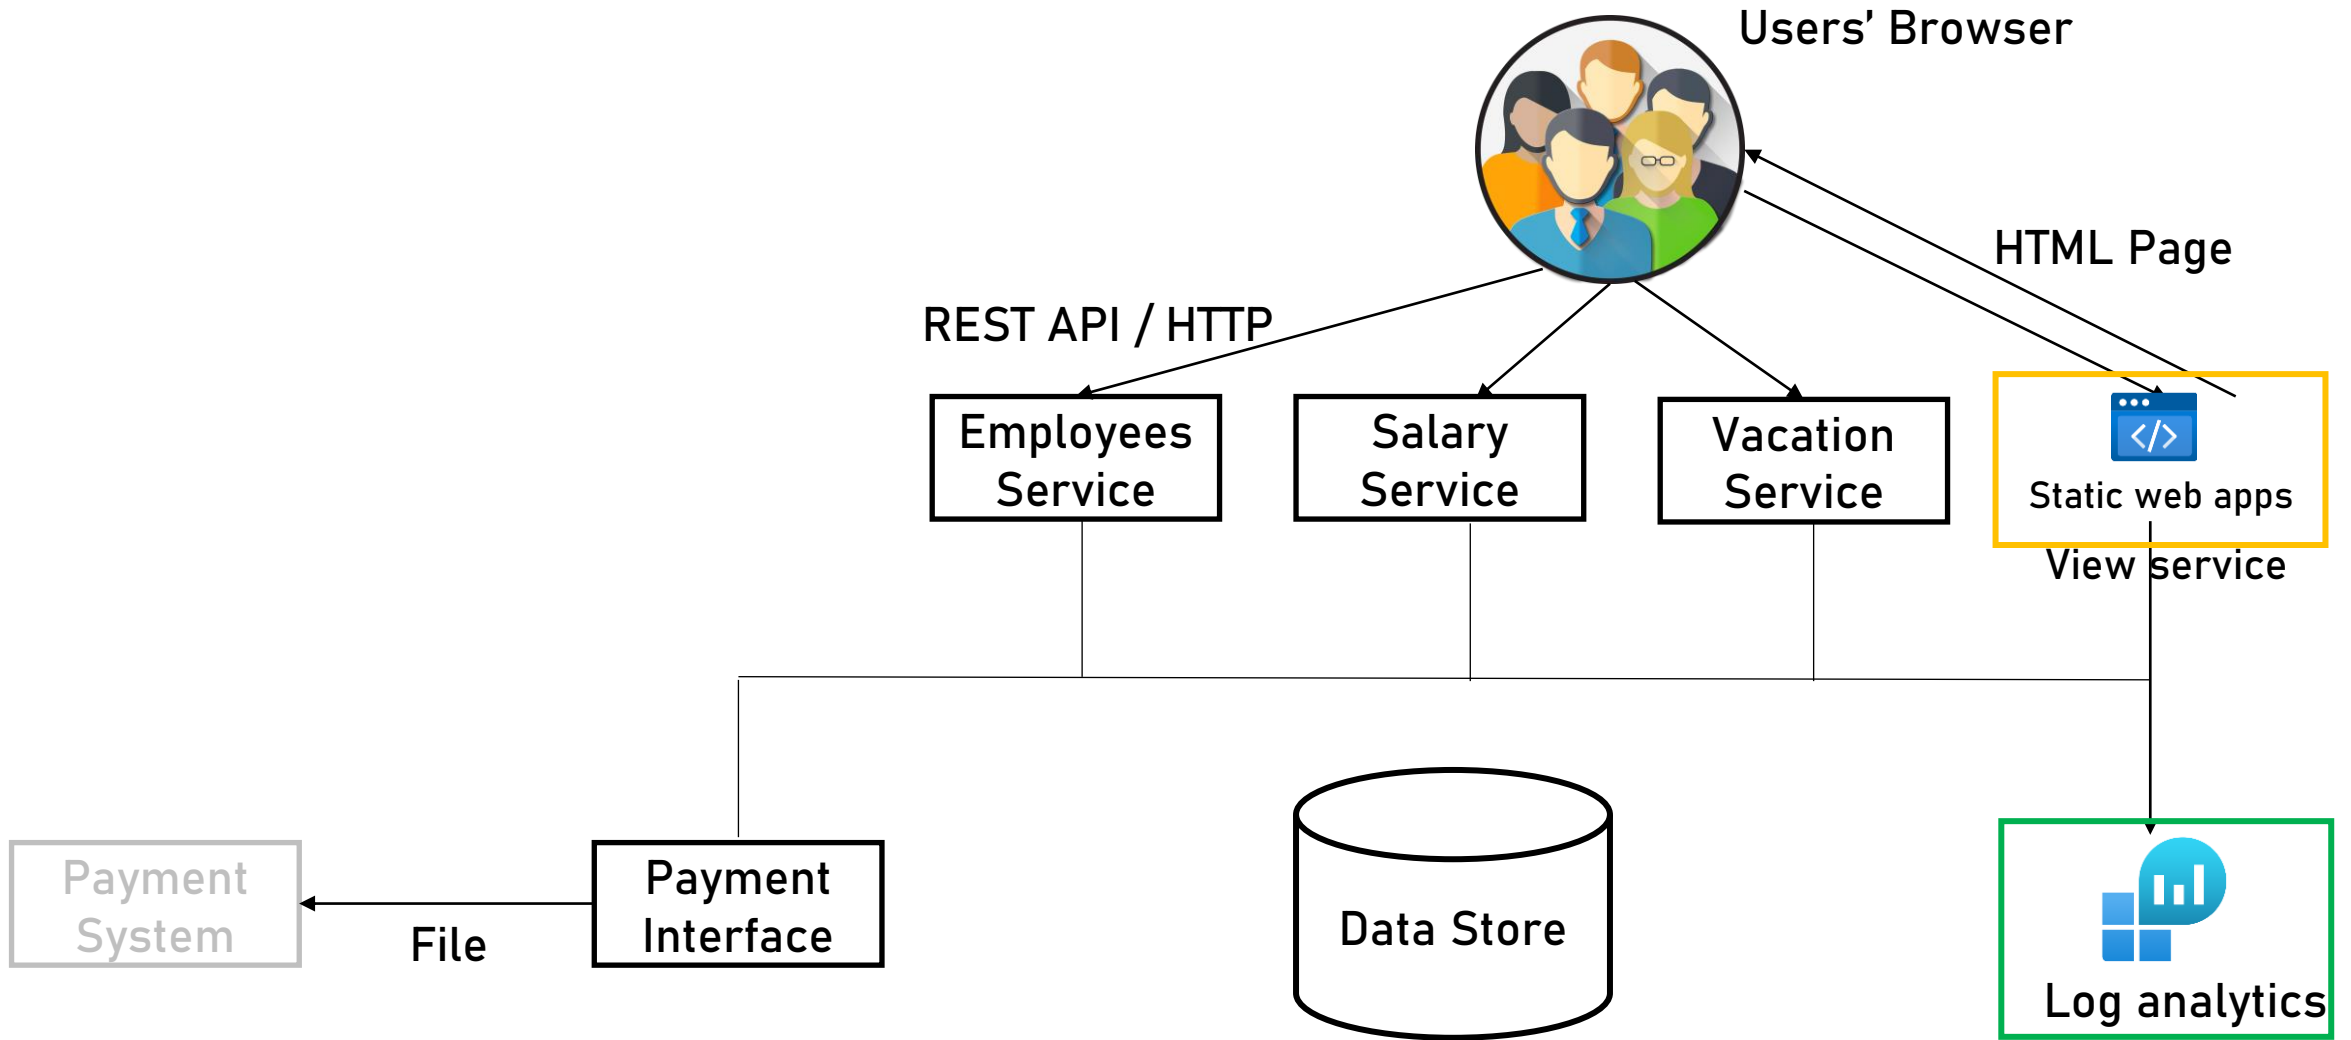 Users’ Browser
HTML Page
REST API / HTTP
Employees
Service
Salary
Service
Vacation
Service
</>
Static web apps
View service
Payment
System
File
Payment
Interface
Data Store
Log analytics